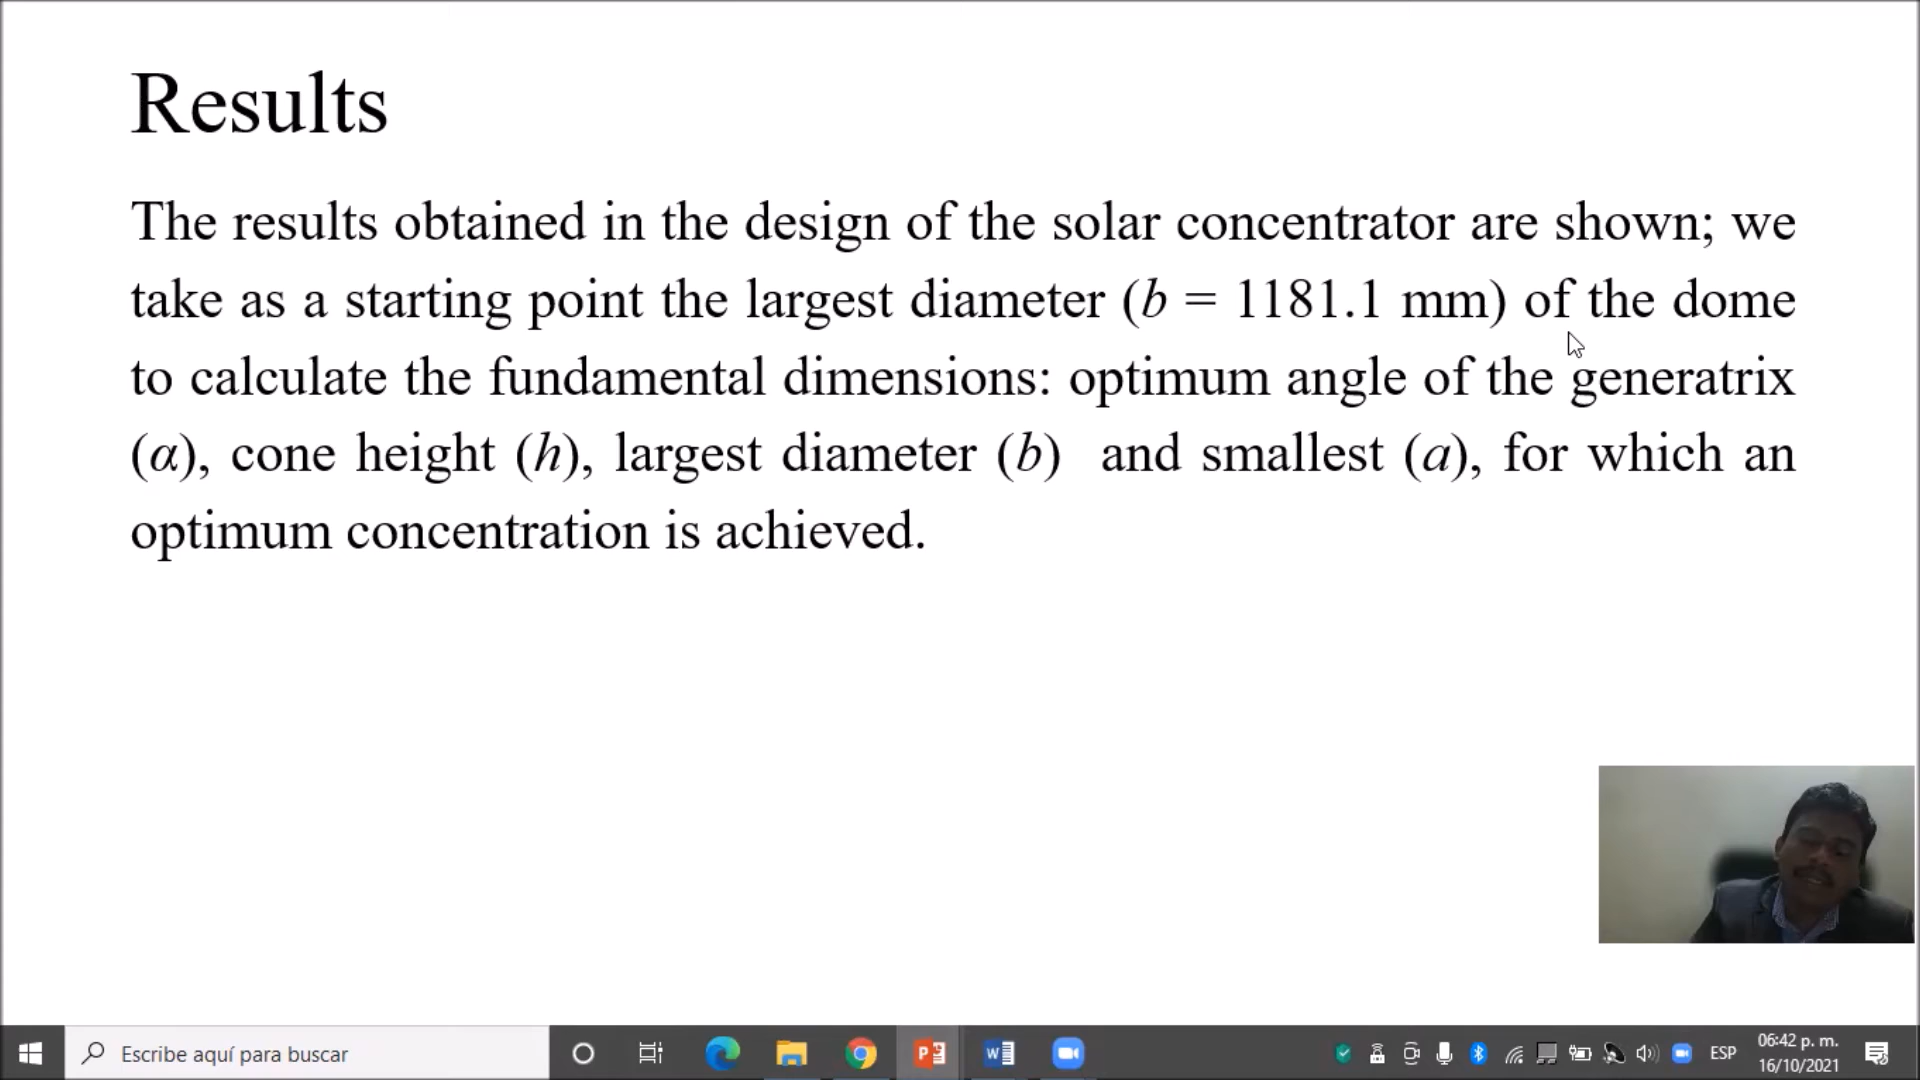 Results
The results obtained in the design of the solar concentrator are shown; we
take as a starting point the largest diameter (b = 1181.1 mm) of the dome
to calculate the fundamental dimensions: optimum angle of the generatrix
(α), cone height (h), largest diameter (b) and smallest (a), for which an
optimum concentration is achieved.
Escribe aquí para buscar
ESP
06:42 p. m.
16/10/2021